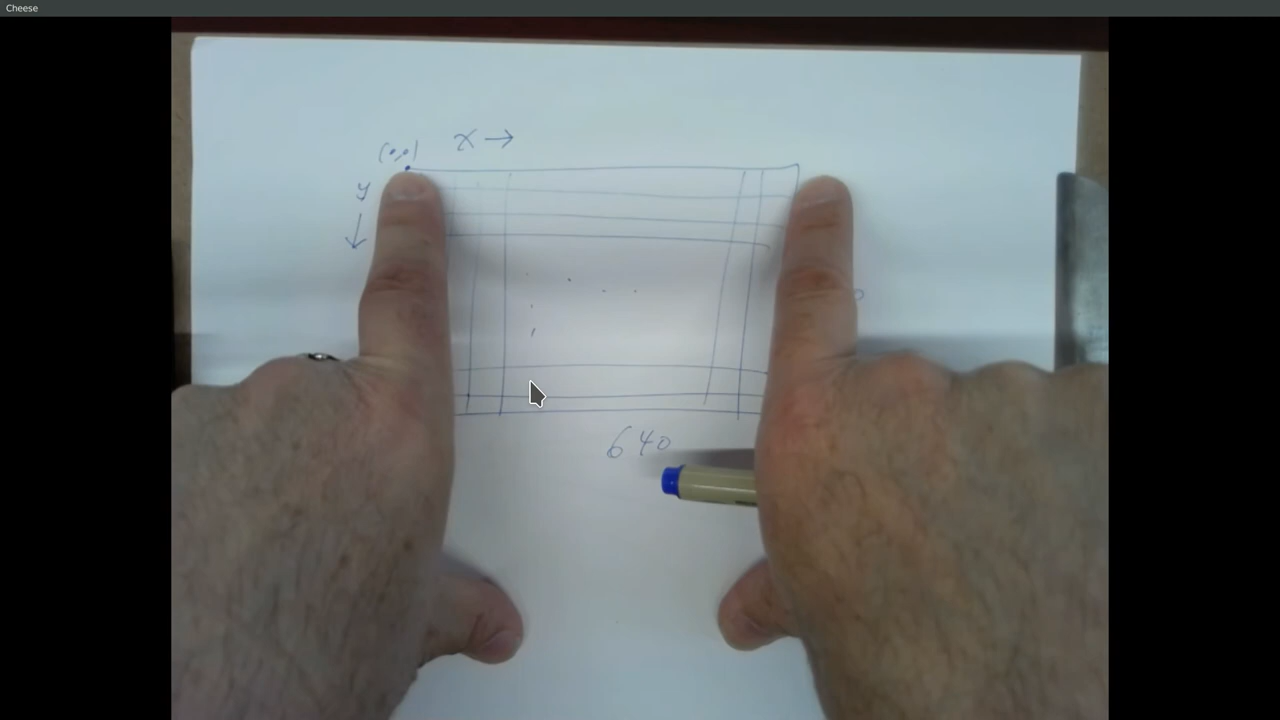 Cheese
x →
(0,0)
y
↓
640